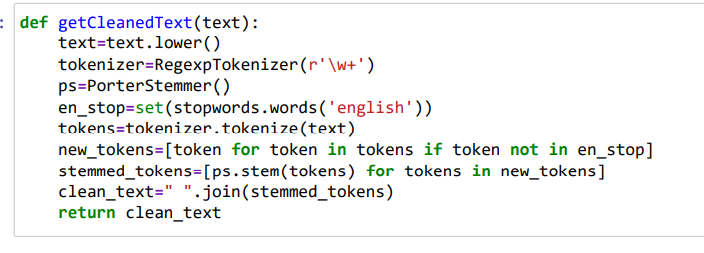 : def getCleanedText(text):
    text=text.lower()
    tokenizer=RegexpTokenizer(r'\w+')
    ps=PorterStemmer()
    en_stop=set(stopwords.words('english'))
    tokens=tokenizer.tokenize(text)
    new_tokens=[token for token in tokens if token not in en_stop]
    stemmed_tokens=[ps.stem(tokens) for tokens in new_tokens]
    clean_text=" ".join(stemmed_tokens)
    return clean_text